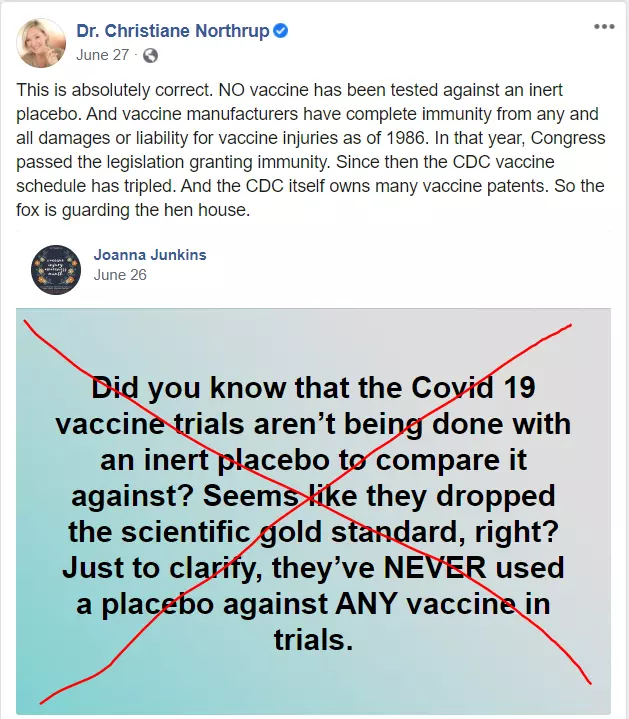 Dr. Christiane Northrup
June 27 ·
This is absolutely correct. NO vaccine has been tested against an inert
placebo. And vaccine manufacturers have complete immunity from any and
all damages or liability for vaccine injuries as of 1986. In that year, Congress
passed the legislation granting immunity. Since then the CDC vaccine
schedule has tripled. And the CDC itself owns many vaccine patents. So the
fox is guarding the hen house.
Joanna Junkins
June 26
Did you know that the Covid 19
vaccine trials aren’t being done with
an inert placebo to compare it
against? Seems like they dropped
the scientific gold standard, right?
Just to clarify, they’ve NEVER used
a placebo against ANY vaccine in
trials.